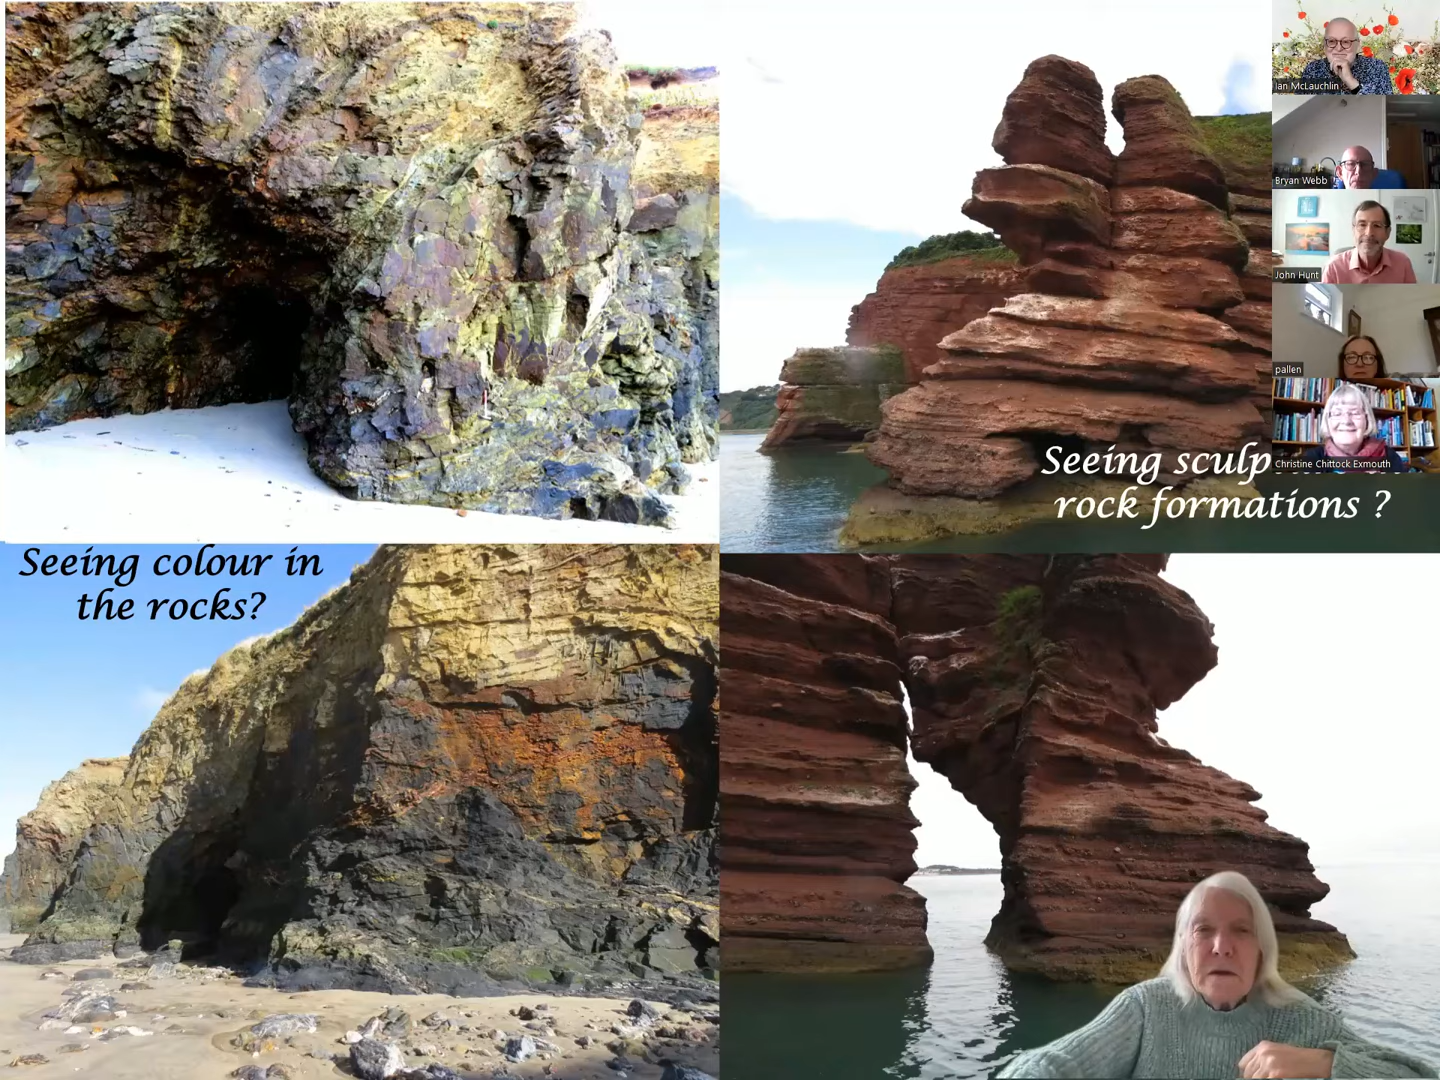 Ian McLauchlin
Bryan Webb
John Hunt
pallen
Christine Chittock Exmouth
Seeing sculp
rock formations ?
Seeing colour in
the rocks?